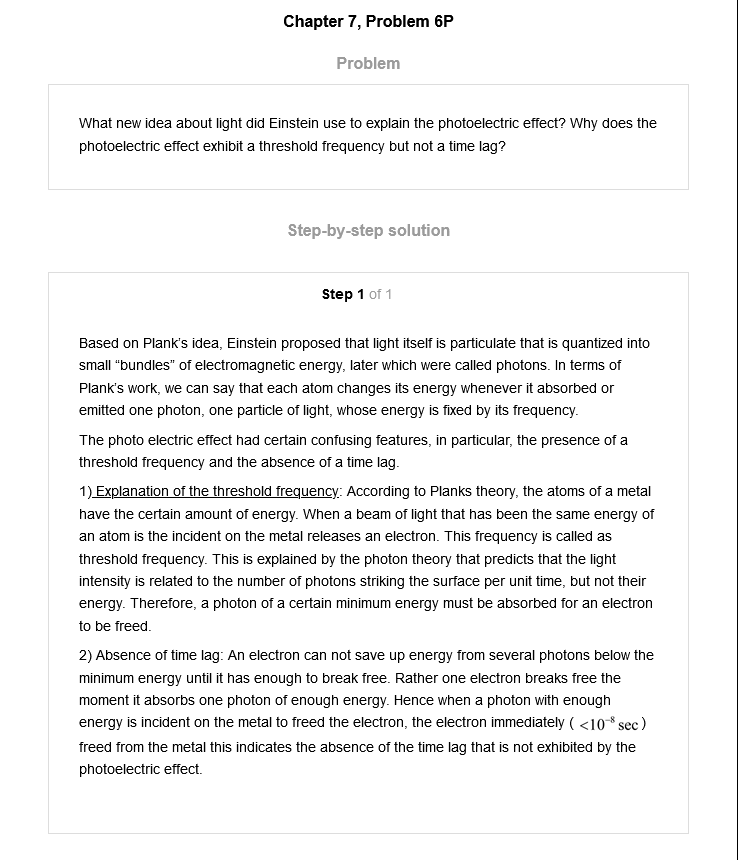 Chapter 7, Problem 6P
Problem
What new idea about light did Einstein use to explain the photoelectric effect? Why does the
photoelectric effect exhibit a threshold frequency but not a time lag?
Step-by-step solution
Step 1 of 1
Based on Plank's idea, Einstein proposed that light itself is particulate that is quantized into
small “bundles” of electromagnetic energy, later which were called photons. In terms of
Plank's work, we can say that each atom changes its energy whenever it absorbed or
emitted one photon, one particle of light, whose energy is fixed by its frequency.
The photo electric effect had certain confusing features, in particular, the presence of a
threshold frequency and the absence of a time lag.
1) Explanation of the threshold frequency: According to Planks theory, the atoms of a metal
have the certain amount of energy. When a beam of light that has been the same energy of
an atom is the incident on the metal releases an electron. This frequency is called as
threshold frequency. This is explained by the photon theory that predicts that the light
intensity is related to the number of photons striking the surface per unit time, but not their
energy. Therefore, a photon of a certain minimum energy must be absorbed for an electron
to be freed.
2) Absence of time lag: An electron can not save up energy from several photons below the
minimum energy until it has enough to break free. Rather one electron breaks free the
moment it absorbs one photon of enough energy. Hence when a photon with enough
energy is incident on the metal to freed the electron, the electron immediately ( <10⁻⁸ sec )
freed from the metal this indicates the absence of the time lag that is not exhibited by the
photoelectric effect.